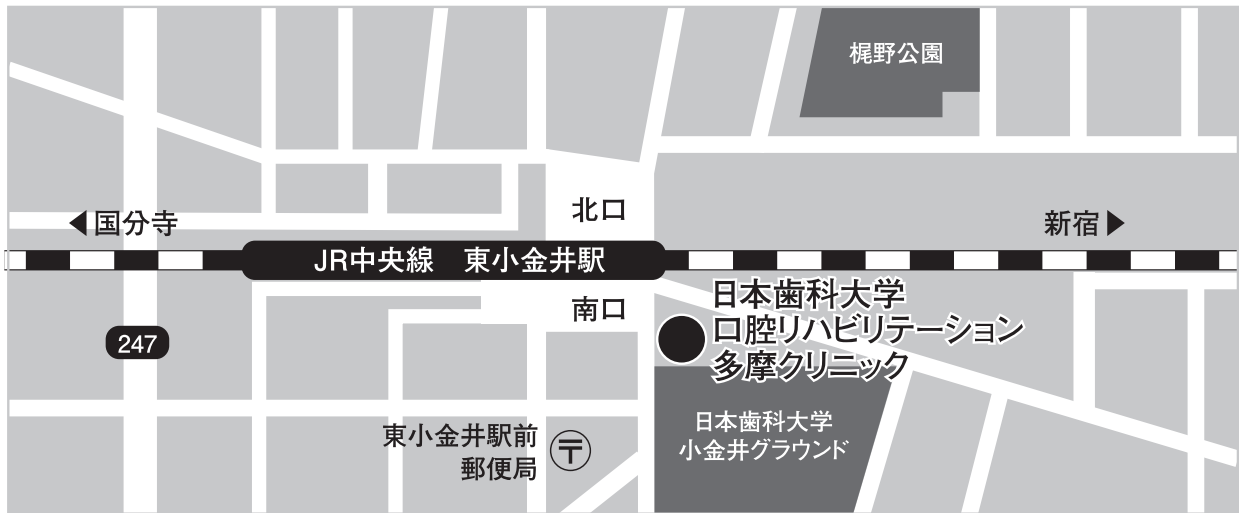 梶野公園
北口
◀国分寺
新宿▶
JR中央線　東小金井駅
南口
日本歯科大学
口腔リハビリテーション
多摩クリニック
247
日本歯科大学
小金井グラウンド
東小金井駅前
郵便局
〒